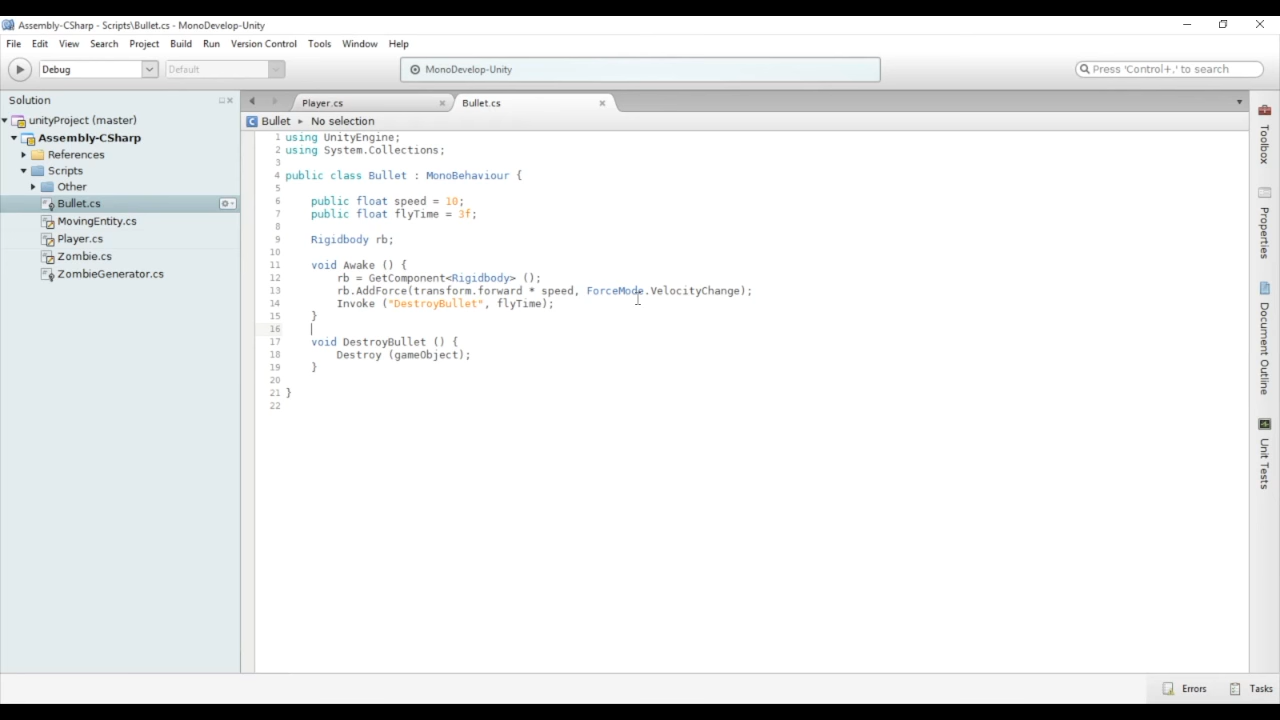 Assembly-CSharp - Scripts\Bullet.cs - MonoDevelop-Unity
File Edit View Search Project Build Run Version Control Tools Window Help
Debug Default MonoDevelop-Unity Press 'Control+,' to search
Solution
unityProject (master)
Assembly-CSharp
References
Scripts
Other
Bullet.cs
MovingEntity.cs
Player.cs
Zombie.cs
ZombieGenerator.cs
Player.cs Bullet.cs
Bullet ▸ No selection
1 using UnityEngine;
2 using System.Collections;
3
4 public class Bullet : MonoBehaviour {
5
6 public float speed = 10;
7 public float flyTime = 3f;
8
9 Rigidbody rb;
10
11 void Awake () {
12 rb = GetComponent<Rigidbody> ();
13 rb.AddForce(transform.forward * speed, ForceMode.VelocityChange);
14 Invoke ("DestroyBullet", flyTime);
15 }
16
17 void DestroyBullet () {
18 Destroy (gameObject);
19 }
20
21 }
22
Toolbox
Properties
Document Outline
Unit Tests
Errors Tasks